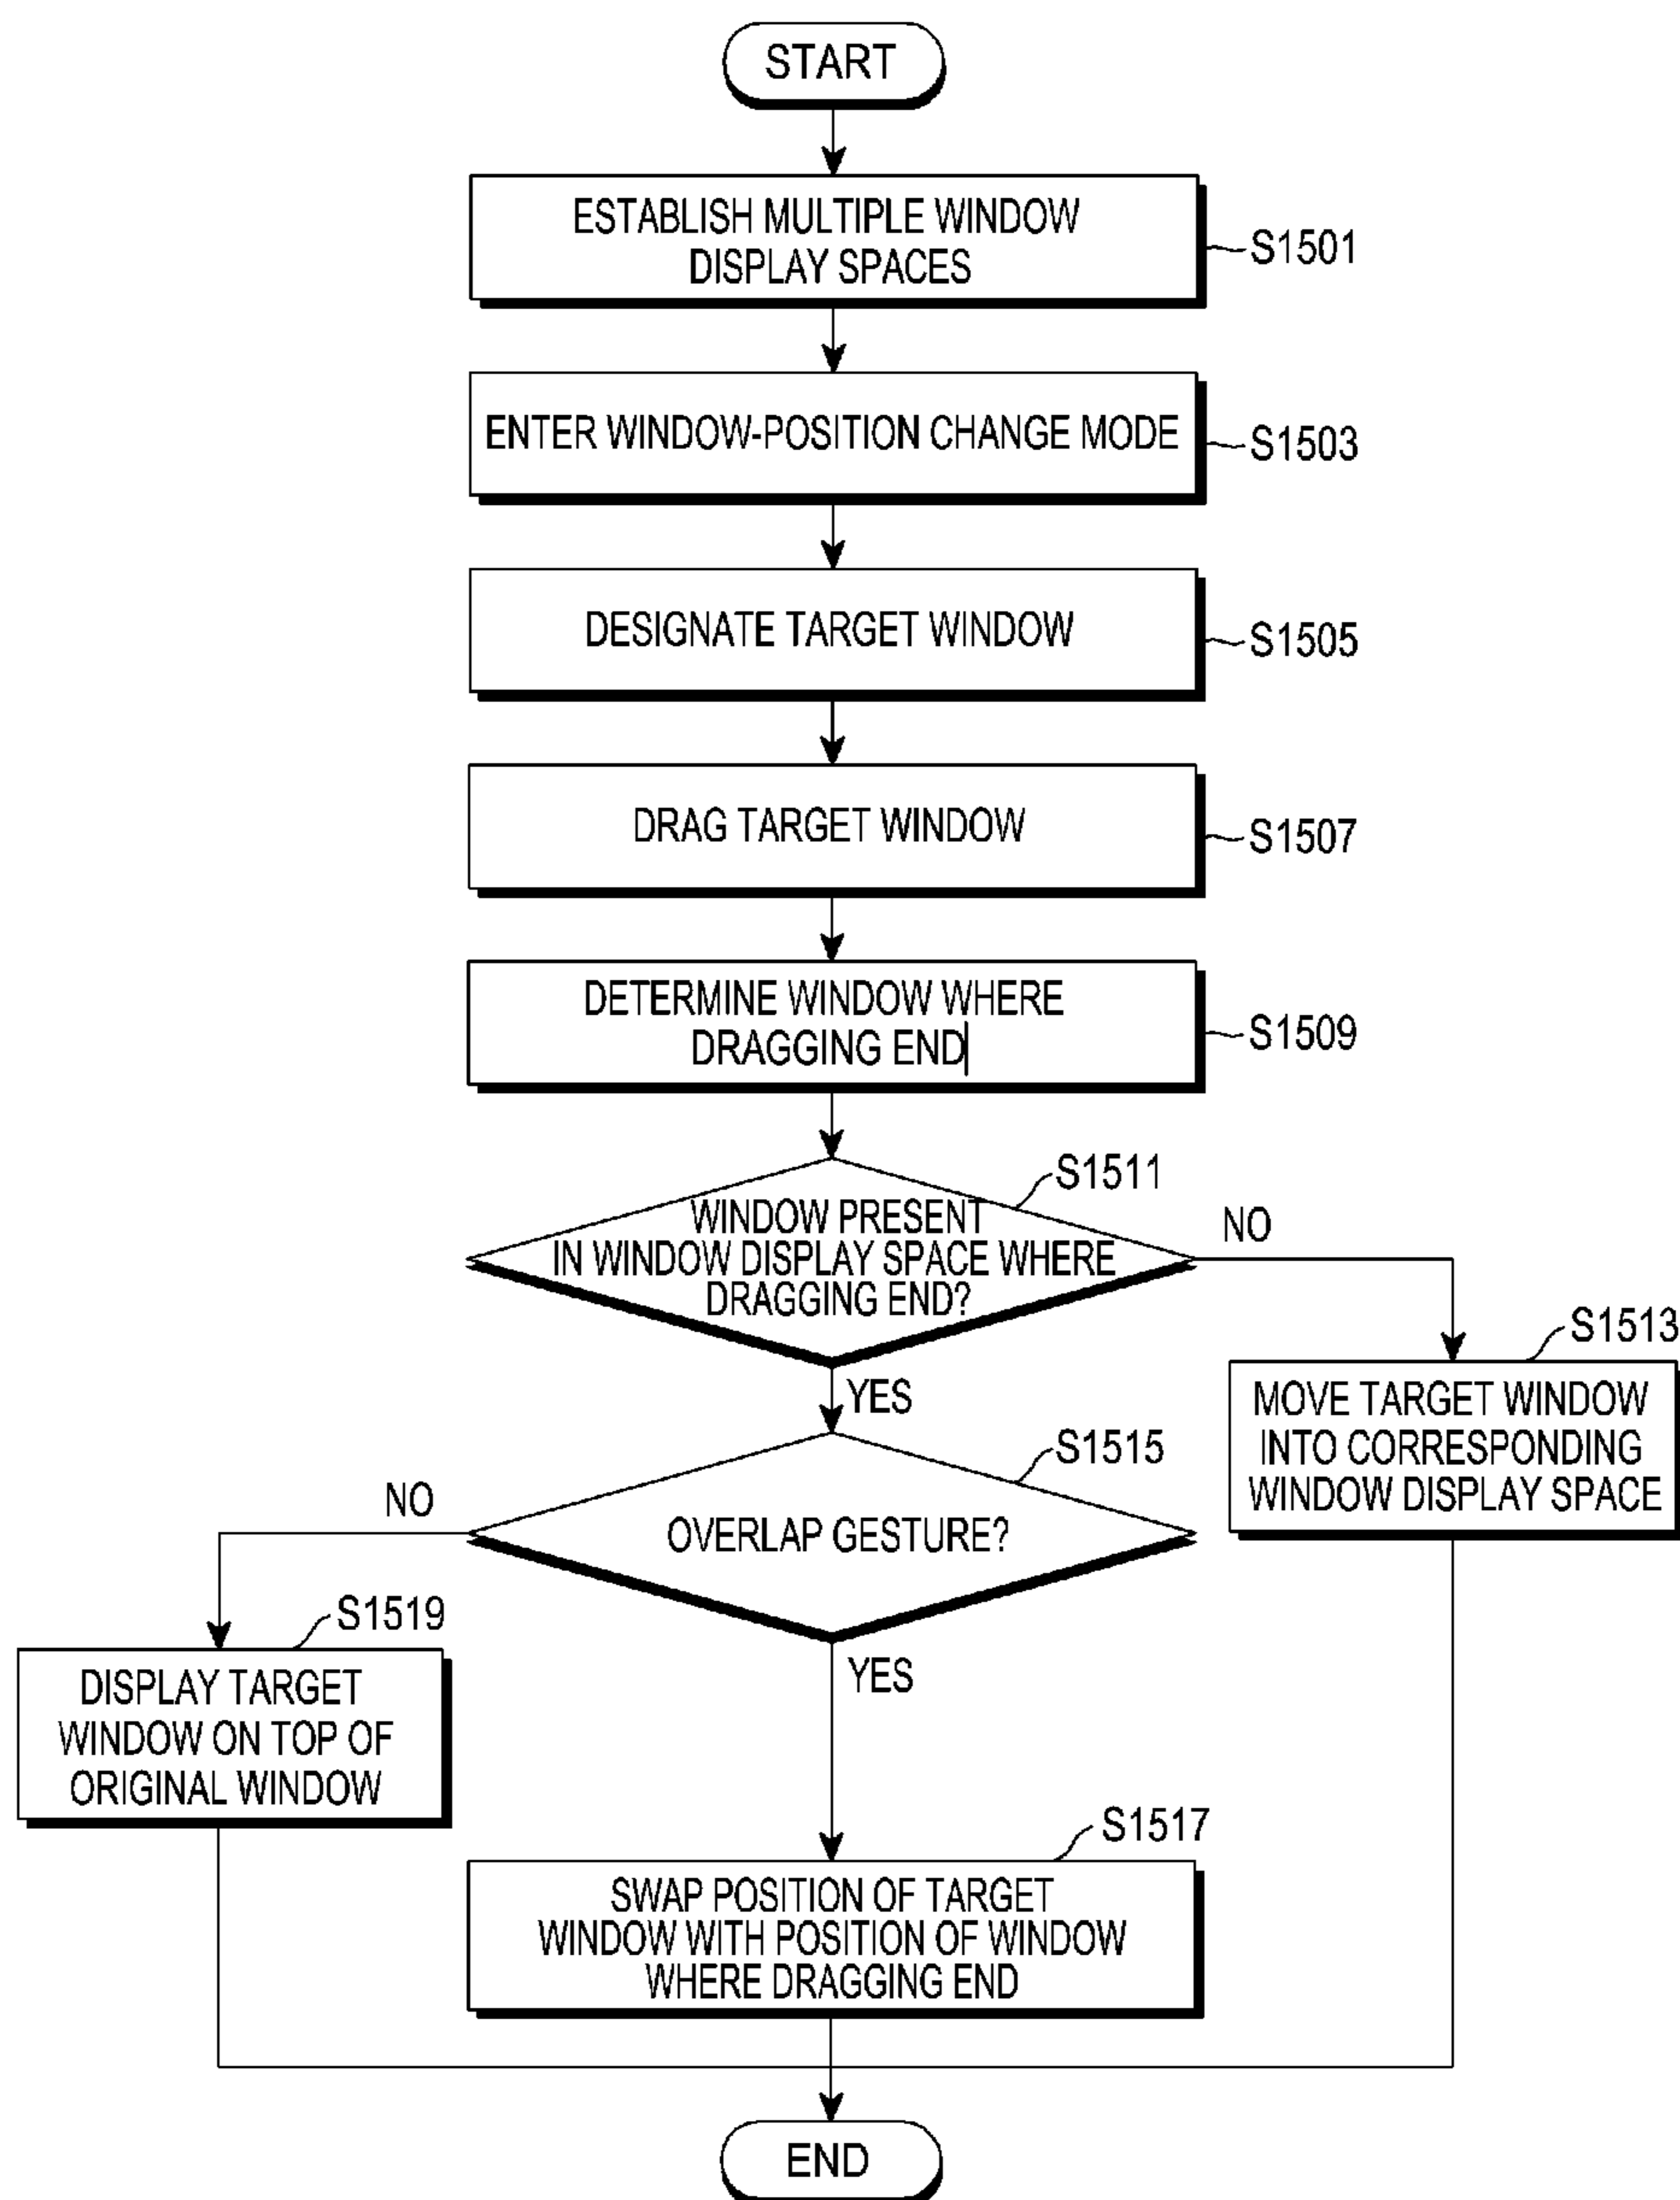 START
ESTABLISH MULTIPLE WINDOW
DISPLAY SPACES
S1501
ENTER WINDOW-POSITION CHANGE MODE
S1503
DESIGNATE TARGET WINDOW
S1505
DRAG TARGET WINDOW
S1507
DETERMINE WINDOW WHERE
DRAGGING END
S1509
S1511
WINDOW PRESENT
IN WINDOW DISPLAY SPACE WHERE
DRAGGING END?
NO
S1513
MOVE TARGET WINDOW
INTO CORRESPONDING
WINDOW DISPLAY SPACE
YES
S1515
OVERLAP GESTURE?
NO
S1519
DISPLAY TARGET
WINDOW ON TOP OF
ORIGINAL WINDOW
YES
S1517
SWAP POSITION OF TARGET
WINDOW WITH POSITION OF WINDOW
WHERE DRAGGING END
END